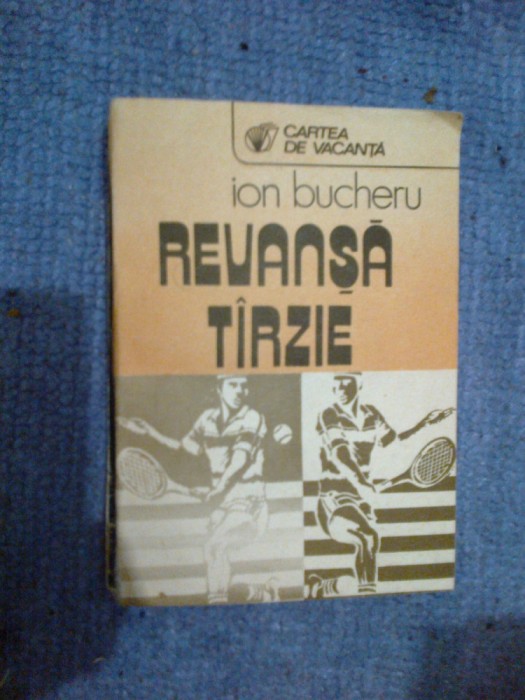 CARTEA
DE VACANȚĂ
ion bucheru
REVANȘĂ
TÎRZIE